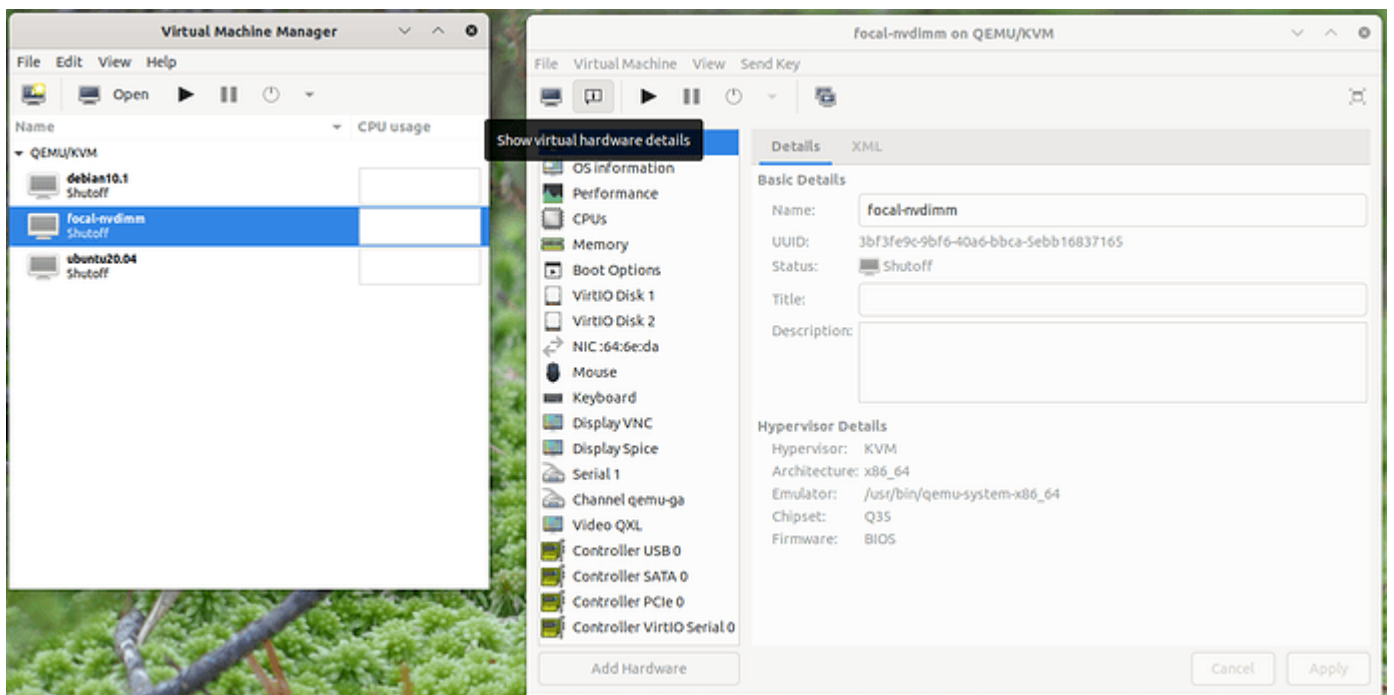 Virtual Machine Manager
File Edit View Help
Open
Name CPU usage
QEMU/KVM
debian10.1
Shutoff
focal-nvdimm
Shutoff
ubuntu20.04
Shutoff
focal-nvdimm on QEMU/KVM
File Virtual Machine View Send Key
Show virtual hardware details
OS information
Performance
CPUs
Memory
Boot Options
VirtIO Disk 1
VirtIO Disk 2
NIC :64:6e:da
Mouse
Keyboard
Display VNC
Display Spice
Serial 1
Channel qemu-ga
Video QXL
Controller USB 0
Controller SATA 0
Controller PCIe 0
Controller VirtIO Serial 0
Add Hardware
Details XML
Basic Details
Name: focal-nvdimm
UUID: 3bf3fe9c-9bf6-40a6-bbca-5ebb16837165
Status: Shutoff
Title:
Description:
Hypervisor Details
Hypervisor: KVM
Architecture: x86_64
Emulator: /usr/bin/qemu-system-x86_64
Chipset: Q35
Firmware: BIOS
Cancel Apply